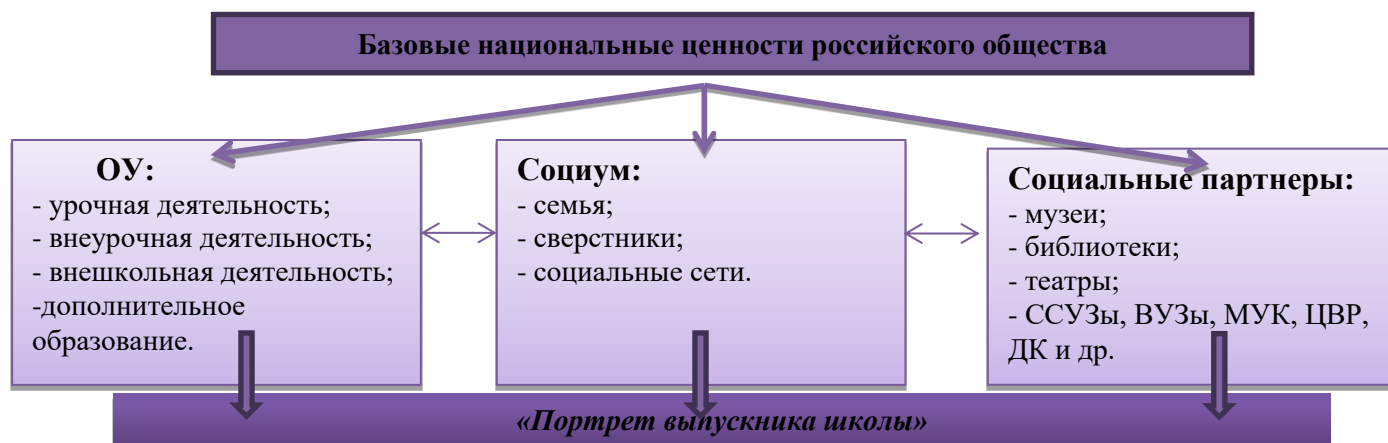 Базовые национальные ценности российского общества
ОУ:
- урочная деятельность;
- внеурочная деятельность;
- внешкольная деятельность;
-дополнительное
образование.
Социум:
- семья;
- сверстники;
- социальные сети.
Социальные партнеры:
- музеи;
- библиотеки;
- театры;
- ССУЗы, ВУЗы, МУК, ЦВР,
ДК и др.
«Портрет выпускника школы»